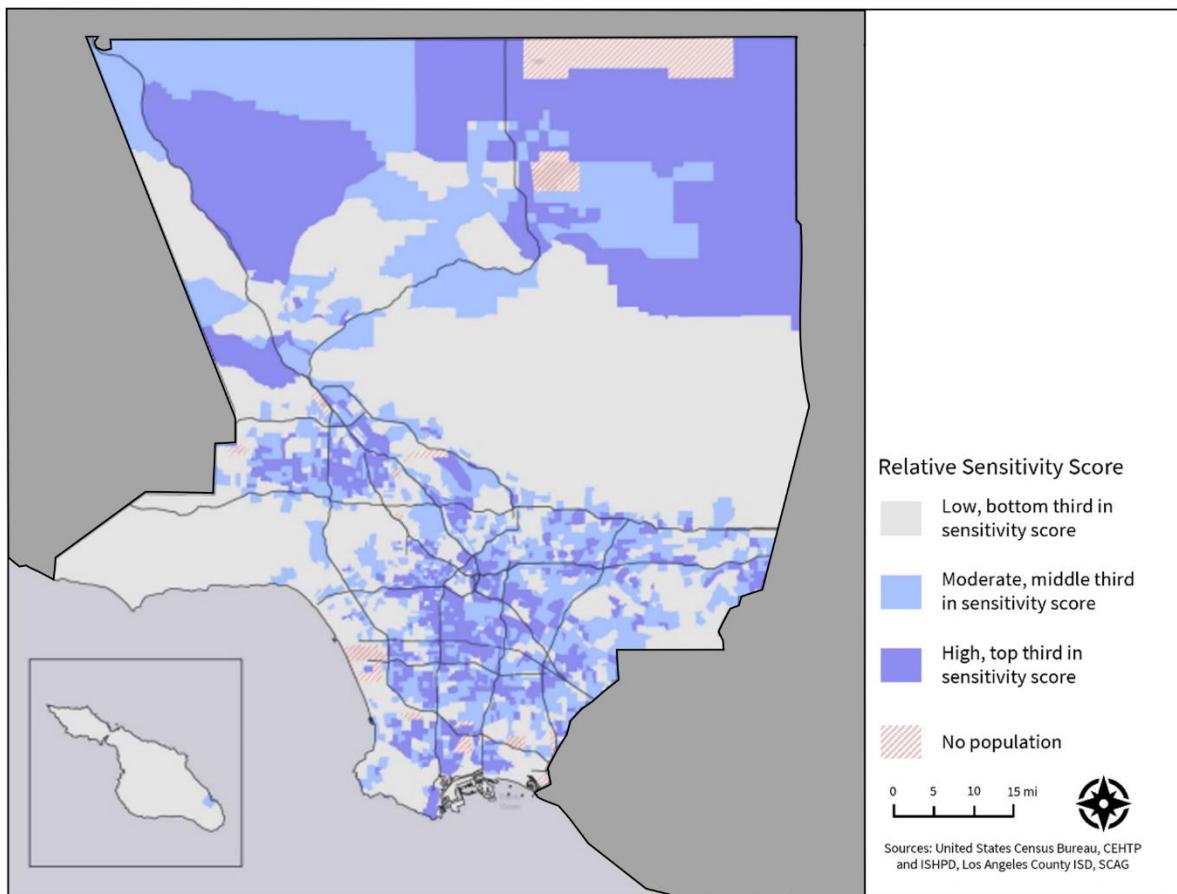 Relative Sensitivity Score
Low, bottom third in
sensitivity score
Moderate, middle third
in sensitivity score
High, top third in
sensitivity score
No population
0 5 10 15 mi
Sources: United States Census Bureau, CEHTP
and ISHPD, Los Angeles County ISD, SCAG